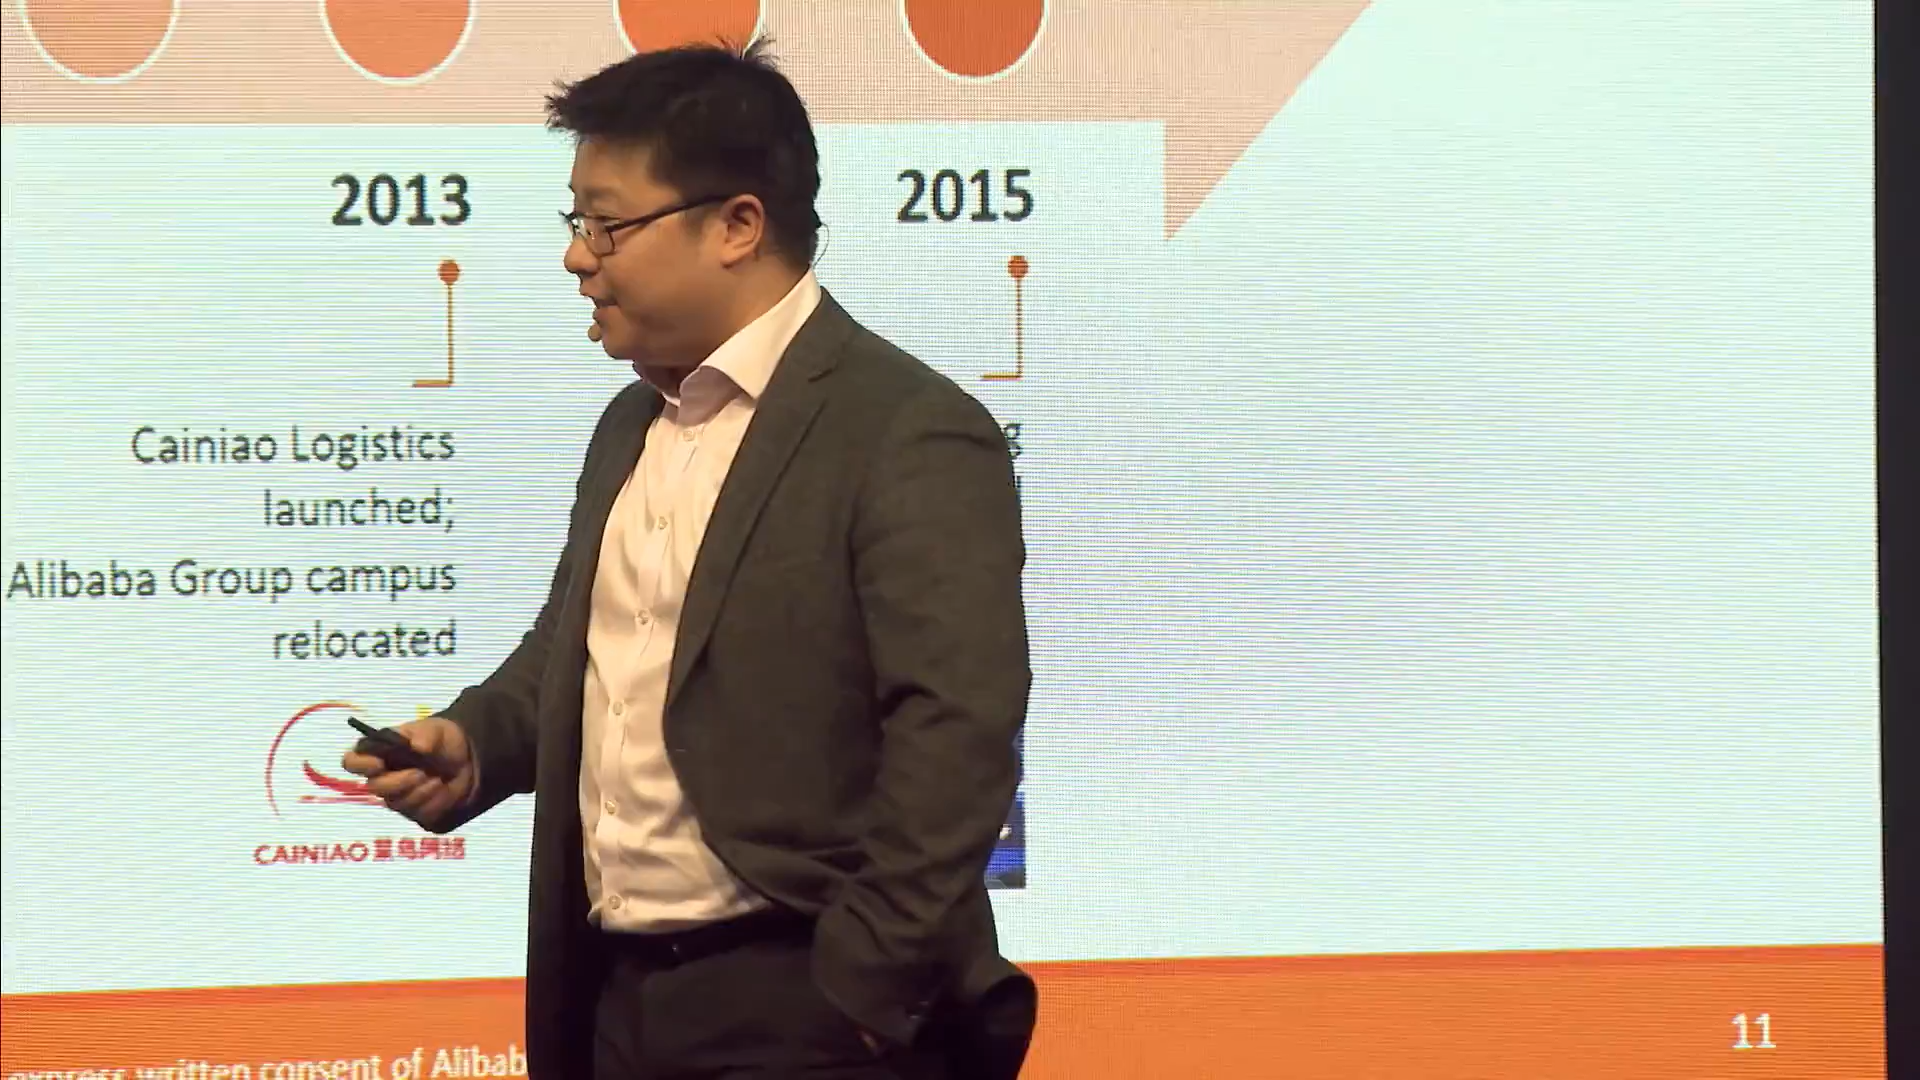 2013
2015
Cainiao Logistics
launched;
Alibaba Group campus
relocated
CAINIAO 菜鸟网络
express written consent of Alibab
11